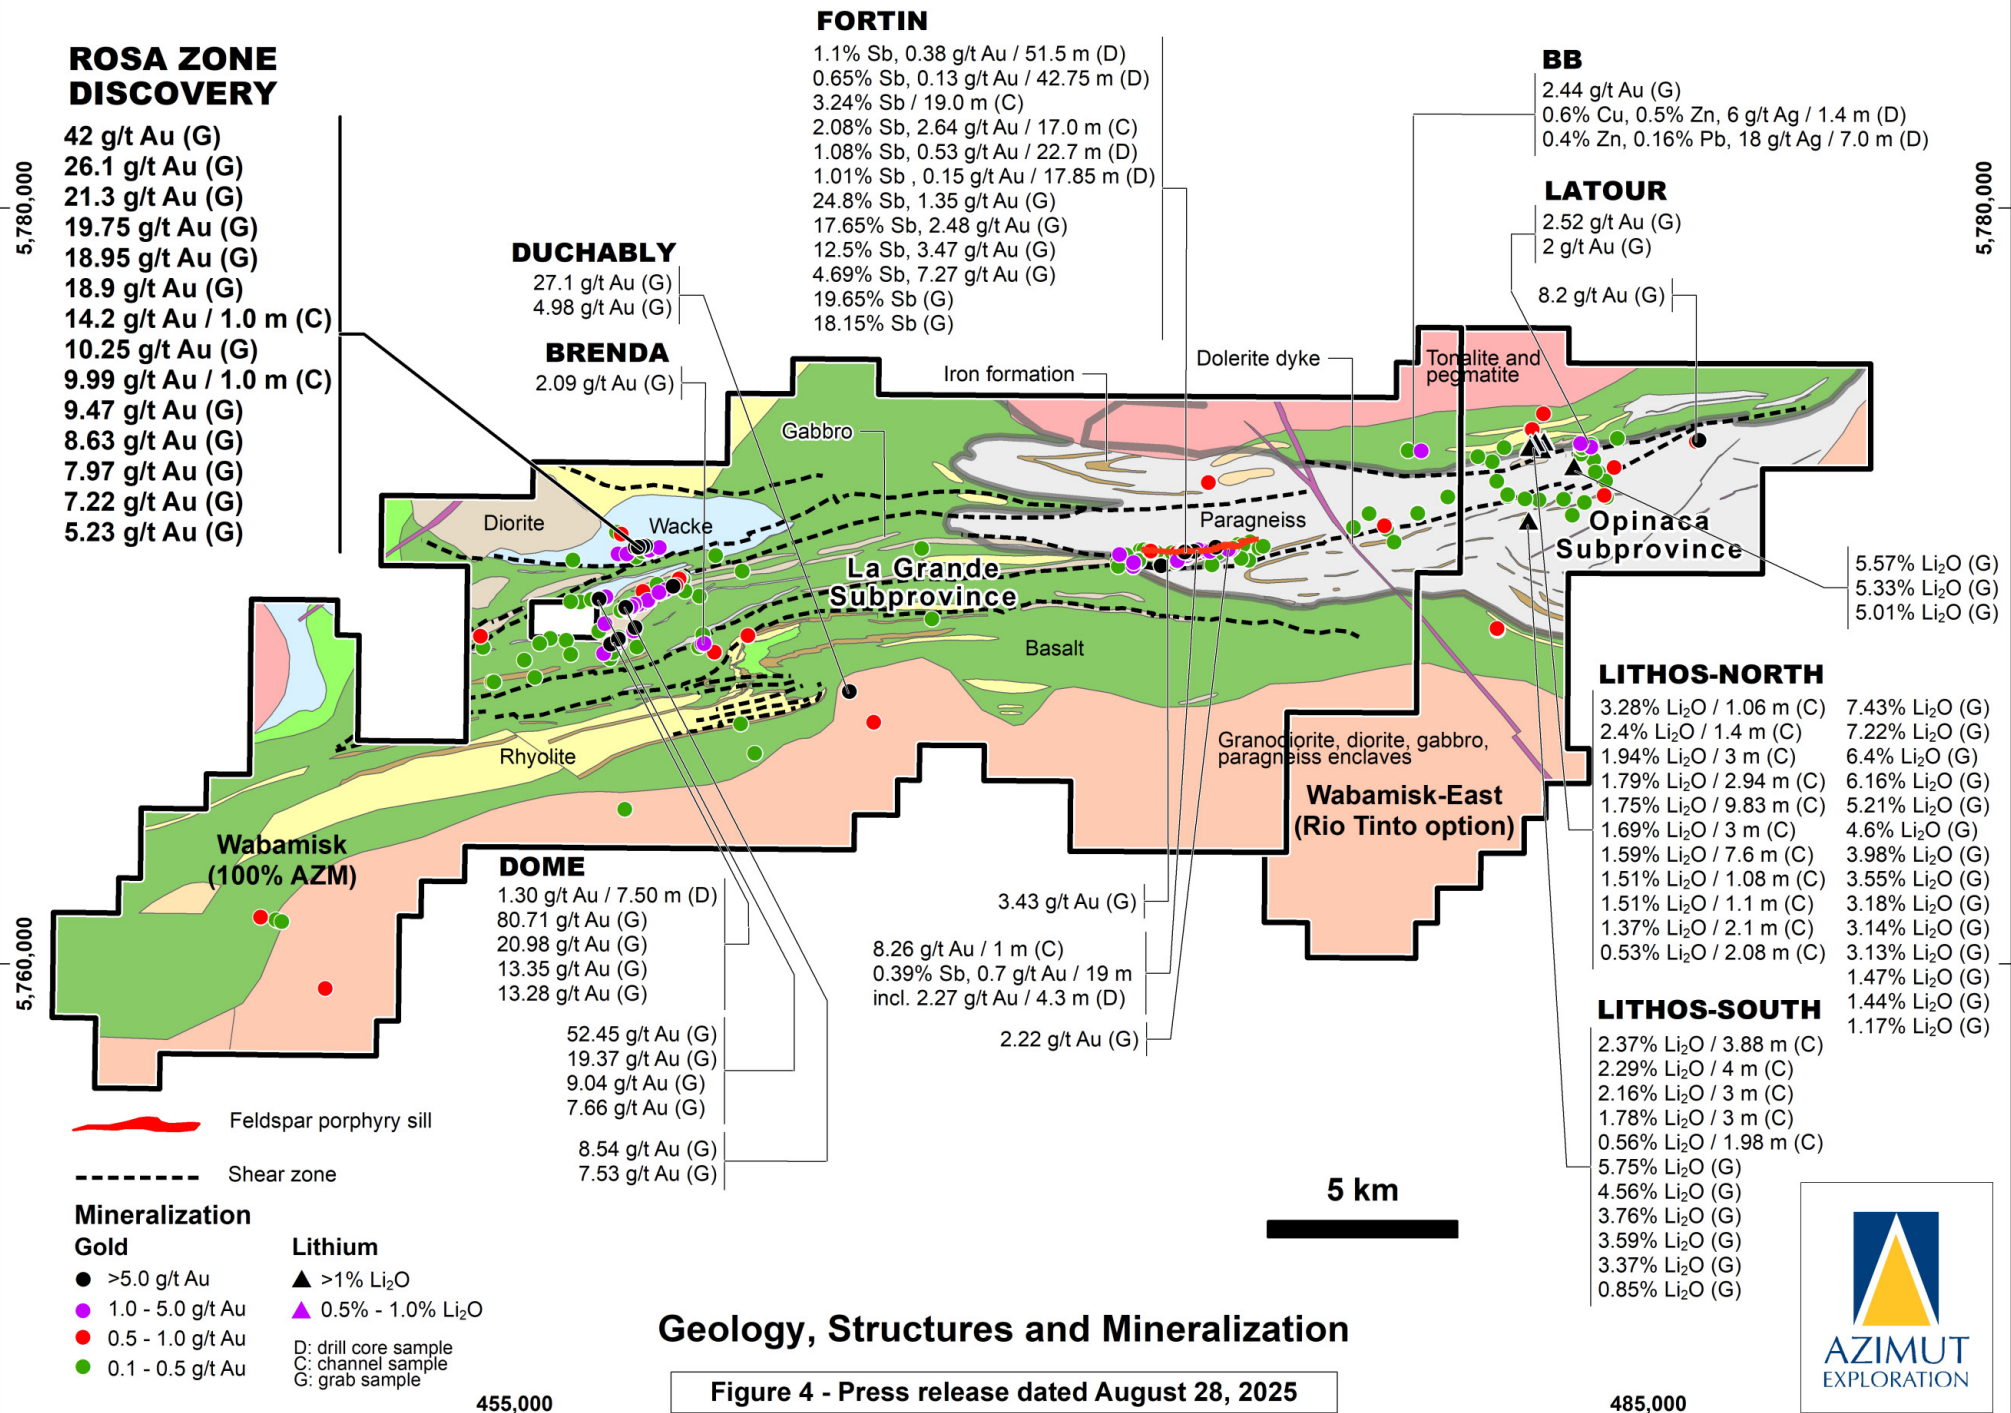 ROSA ZONE
DISCOVERY
42 g/t Au (G)
26.1 g/t Au (G)
21.3 g/t Au (G)
19.75 g/t Au (G)
18.95 g/t Au (G)
18.9 g/t Au (G)
14.2 g/t Au / 1.0 m (C)
10.25 g/t Au (G)
9.99 g/t Au / 1.0 m (C)
9.47 g/t Au (G)
8.63 g/t Au (G)
7.97 g/t Au (G)
7.22 g/t Au (G)
5.23 g/t Au (G)
DUCHABLY
27.1 g/t Au (G)
4.98 g/t Au (G)
BRENDA
2.09 g/t Au (G)
FORTIN
1.1% Sb, 0.38 g/t Au / 51.5 m (D)
0.65% Sb, 0.13 g/t Au / 42.75 m (D)
3.24% Sb / 19.0 m (C)
2.08% Sb, 2.64 g/t Au / 17.0 m (C)
1.08% Sb, 0.53 g/t Au / 22.7 m (D)
1.01% Sb , 0.15 g/t Au / 17.85 m (D)
24.8% Sb, 1.35 g/t Au (G)
17.65% Sb, 2.48 g/t Au (G)
12.5% Sb, 3.47 g/t Au (G)
4.69% Sb, 7.27 g/t Au (G)
19.65% Sb (G)
18.15% Sb (G)
BB
2.44 g/t Au (G)
0.6% Cu, 0.5% Zn, 6 g/t Ag / 1.4 m (D)
0.4% Zn, 0.16% Pb, 18 g/t Ag / 7.0 m (D)
LATOUR
2.52 g/t Au (G)
2 g/t Au (G)
8.2 g/t Au (G)
5,780,000
5,780,000
Iron formation
Dolerite dyke
Tonalite and
pegmatite
Gabbro
Diorite
Wacke
Paragneiss
Opinaca
Subprovince
La Grande
Subprovince
Basalt
Rhyolite
Granodiorite, diorite, gabbro,
paragneiss enclaves
Wabamisk-East
(Rio Tinto option)
Wabamisk
(100% AZM)
5.57% Li₂O (G)
5.33% Li₂O (G)
5.01% Li₂O (G)
LITHOS-NORTH
3.28% Li₂O / 1.06 m (C)
2.4% Li₂O / 1.4 m (C)
1.94% Li₂O / 3 m (C)
1.79% Li₂O / 2.94 m (C)
1.75% Li₂O / 9.83 m (C)
1.69% Li₂O / 3 m (C)
1.59% Li₂O / 7.6 m (C)
1.51% Li₂O / 1.08 m (C)
1.51% Li₂O / 1.1 m (C)
1.37% Li₂O / 2.1 m (C)
0.53% Li₂O / 2.08 m (C)
7.43% Li₂O (G)
7.22% Li₂O (G)
6.4% Li₂O (G)
6.16% Li₂O (G)
5.21% Li₂O (G)
4.6% Li₂O (G)
3.98% Li₂O (G)
3.55% Li₂O (G)
3.18% Li₂O (G)
3.14% Li₂O (G)
3.13% Li₂O (G)
1.47% Li₂O (G)
1.44% Li₂O (G)
1.17% Li₂O (G)
LITHOS-SOUTH
2.37% Li₂O / 3.88 m (C)
2.29% Li₂O / 4 m (C)
2.16% Li₂O / 3 m (C)
1.78% Li₂O / 3 m (C)
0.56% Li₂O / 1.98 m (C)
5.75% Li₂O (G)
4.56% Li₂O (G)
3.76% Li₂O (G)
3.59% Li₂O (G)
3.37% Li₂O (G)
0.85% Li₂O (G)
DOME
1.30 g/t Au / 7.50 m (D)
80.71 g/t Au (G)
20.98 g/t Au (G)
13.35 g/t Au (G)
13.28 g/t Au (G)
52.45 g/t Au (G)
19.37 g/t Au (G)
9.04 g/t Au (G)
7.66 g/t Au (G)
8.54 g/t Au (G)
7.53 g/t Au (G)
3.43 g/t Au (G)
8.26 g/t Au / 1 m (C)
0.39% Sb, 0.7 g/t Au / 19 m
incl. 2.27 g/t Au / 4.3 m (D)
2.22 g/t Au (G)
5,760,000
Feldspar porphyry sill
Shear zone
Mineralization
Gold
>5.0 g/t Au
1.0 - 5.0 g/t Au
0.5 - 1.0 g/t Au
0.1 - 0.5 g/t Au
Lithium
>1% Li₂O
0.5% - 1.0% Li₂O
D: drill core sample
C: channel sample
G: grab sample
5 km
Geology, Structures and Mineralization
Figure 4 - Press release dated August 28, 2025
455,000
485,000
AZIMUT
EXPLORATION